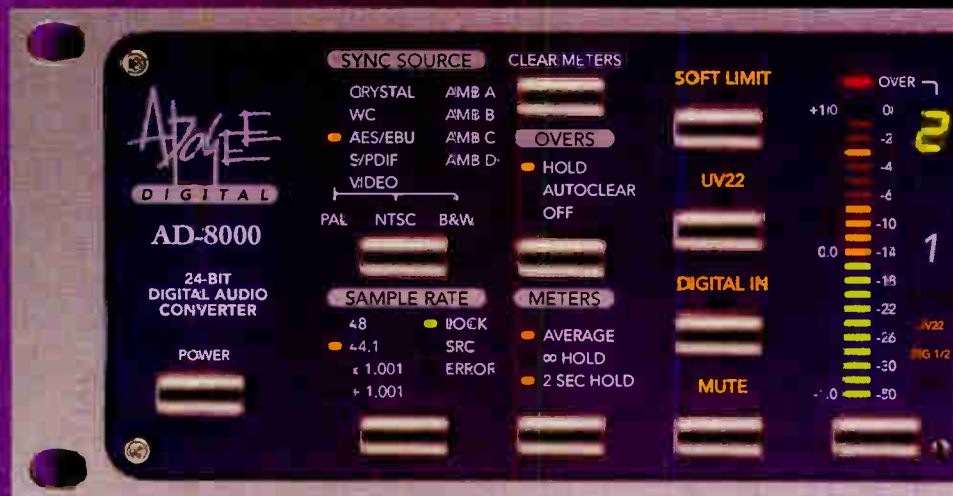 APOGEE
DIGITAL
AD-8000
24-BIT
DIGITAL AUDIO
CONVERTER
POWER
SYNC SOURCE
CRYSTAL AMB A
WC AMB B
AES/EBU AMB C
S/PDIF AMB D
VIDEO
PAL NTSC B&W
SAMPLE RATE
48 LOCK
44.1 SRC
x 1.001 ERROR
÷ 1.001
CLEAR METERS
OVERS
HOLD
AUTOCLEAR
OFF
METERS
AVERAGE
∞ HOLD
2 SEC HOLD
SOFT LIMIT
UV22
DIGITAL IN
MUTE
OVER
+1.0 0
-2
-4
-6
-10
0.0 -14
-18
-22
-26
-30
-1.0 -50
2
1
UV22